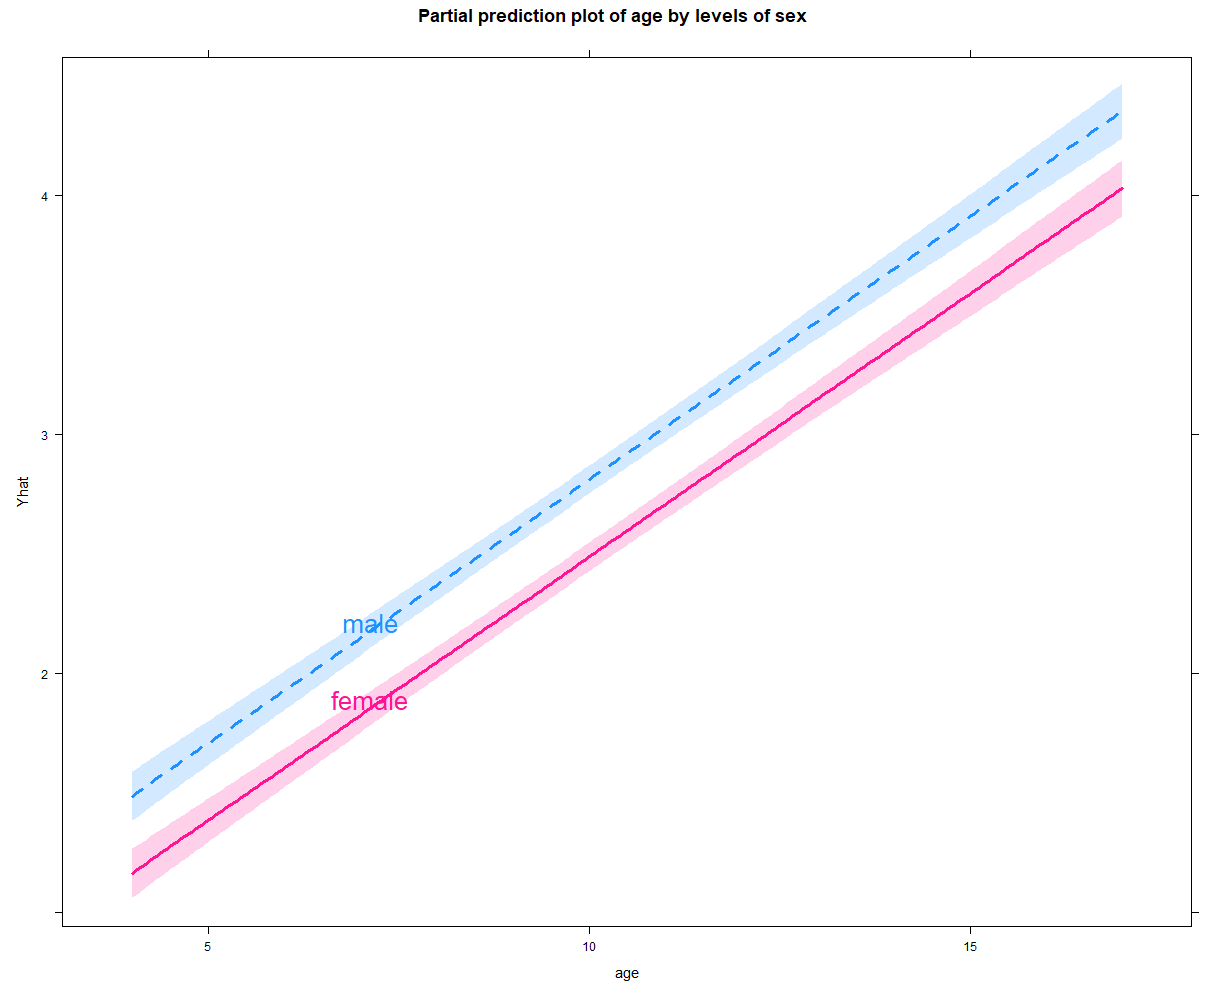 Partial prediction plot of age by levels of sex
4
3
2
Yhat
male
female
5 10 15
age